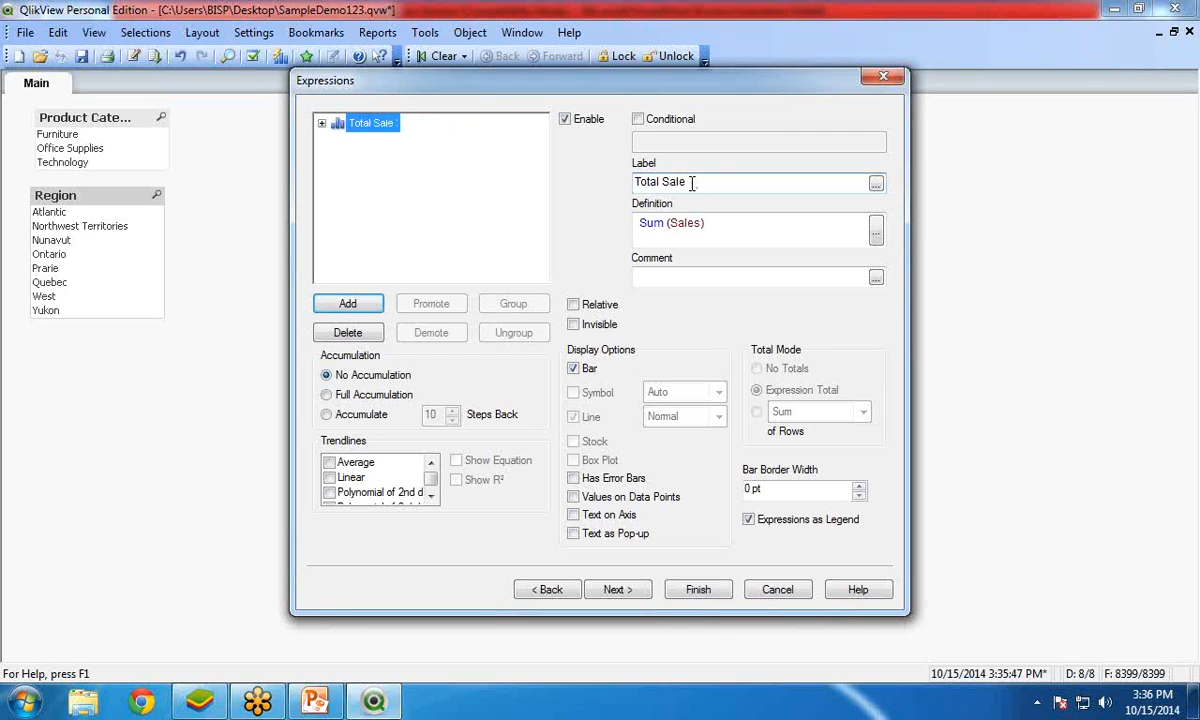 QlikView Personal Edition - [C:\Users\BISP\Desktop\SampleDemo123.qvw*]
File Edit View Selections Layout Settings Bookmarks Reports Tools Object Window Help
Clear Back Forward Lock Unlock
Main
Product Cate...
Furniture
Office Supplies
Technology
Region
Atlantic
Northwest Territories
Nunavut
Ontario
Prarie
Quebec
West
Yukon
Expressions
Total Sale
Enable
Conditional
Label
Total Sale
...
Definition
Sum (Sales)
...
Comment
...
Add Promote Group
Delete Demote Ungroup
Relative
Invisible
Accumulation
No Accumulation
Full Accumulation
Accumulate 10 Steps Back
Trendlines
Average
Linear
Polynomial of 2nd d
Show Equation
Show R²
Display Options
Bar
Symbol Auto
Line Normal
Stock
Box Plot
Has Error Bars
Values on Data Points
Text on Axis
Text as Pop-up
Total Mode
No Totals
Expression Total
Sum
of Rows
Bar Border Width
0 pt
Expressions as Legend
< Back Next > Finish Cancel Help
For Help, press F1
10/15/2014 3:35:47 PM* D: 8/8 F: 8399/8399
3:36 PM
10/15/2014